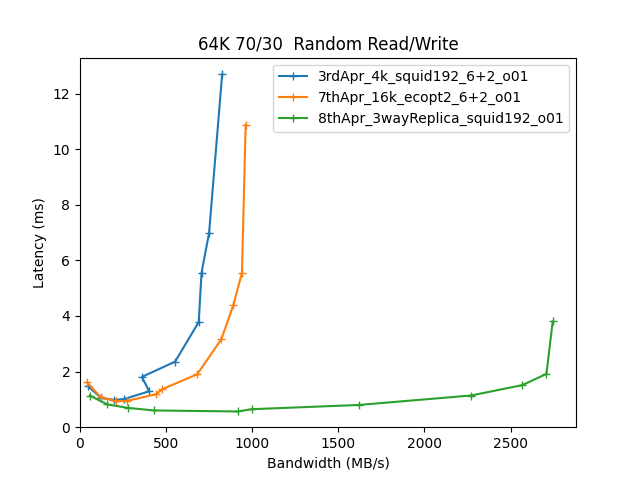 64K 70/30  Random Read/Write
3rdApr_4k_squid192_6+2_o01
7thApr_16k_ecopt2_6+2_o01
8thApr_3wayReplica_squid192_o01
12
10
8
6
4
2
0
Latency (ms)
0 500 1000 1500 2000 2500
Bandwidth (MB/s)